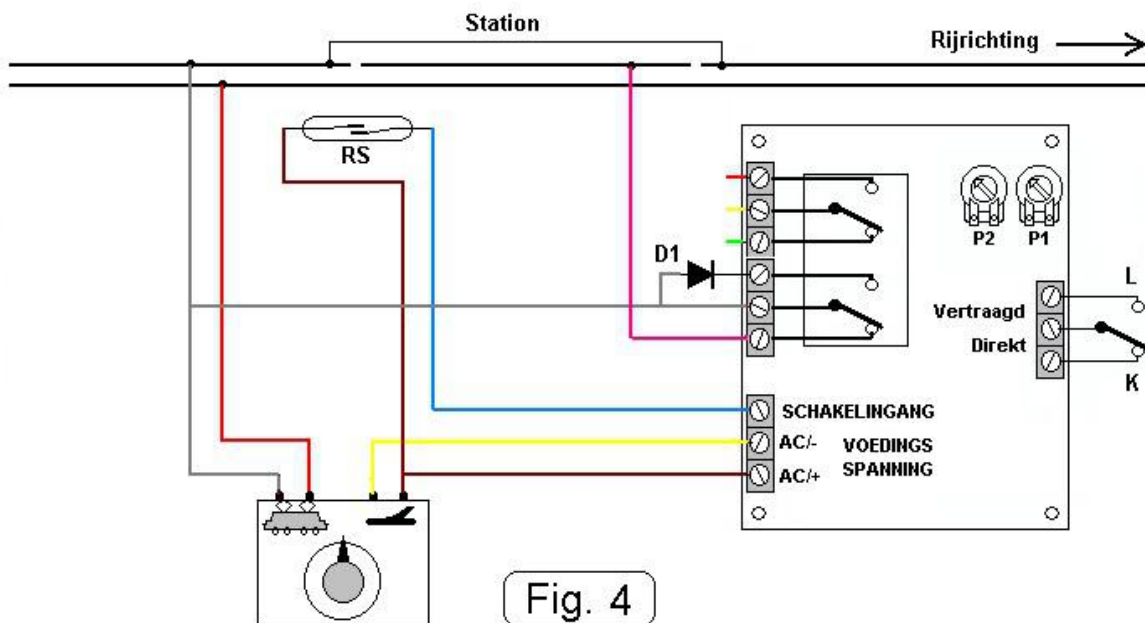 Station
Rijrichting
RS
P2
P1
D1
L
Vertraagd
Direkt
K
SCHAKELINGANG
AC/- VOEDINGS
AC/+ SPANNING
Fig. 4